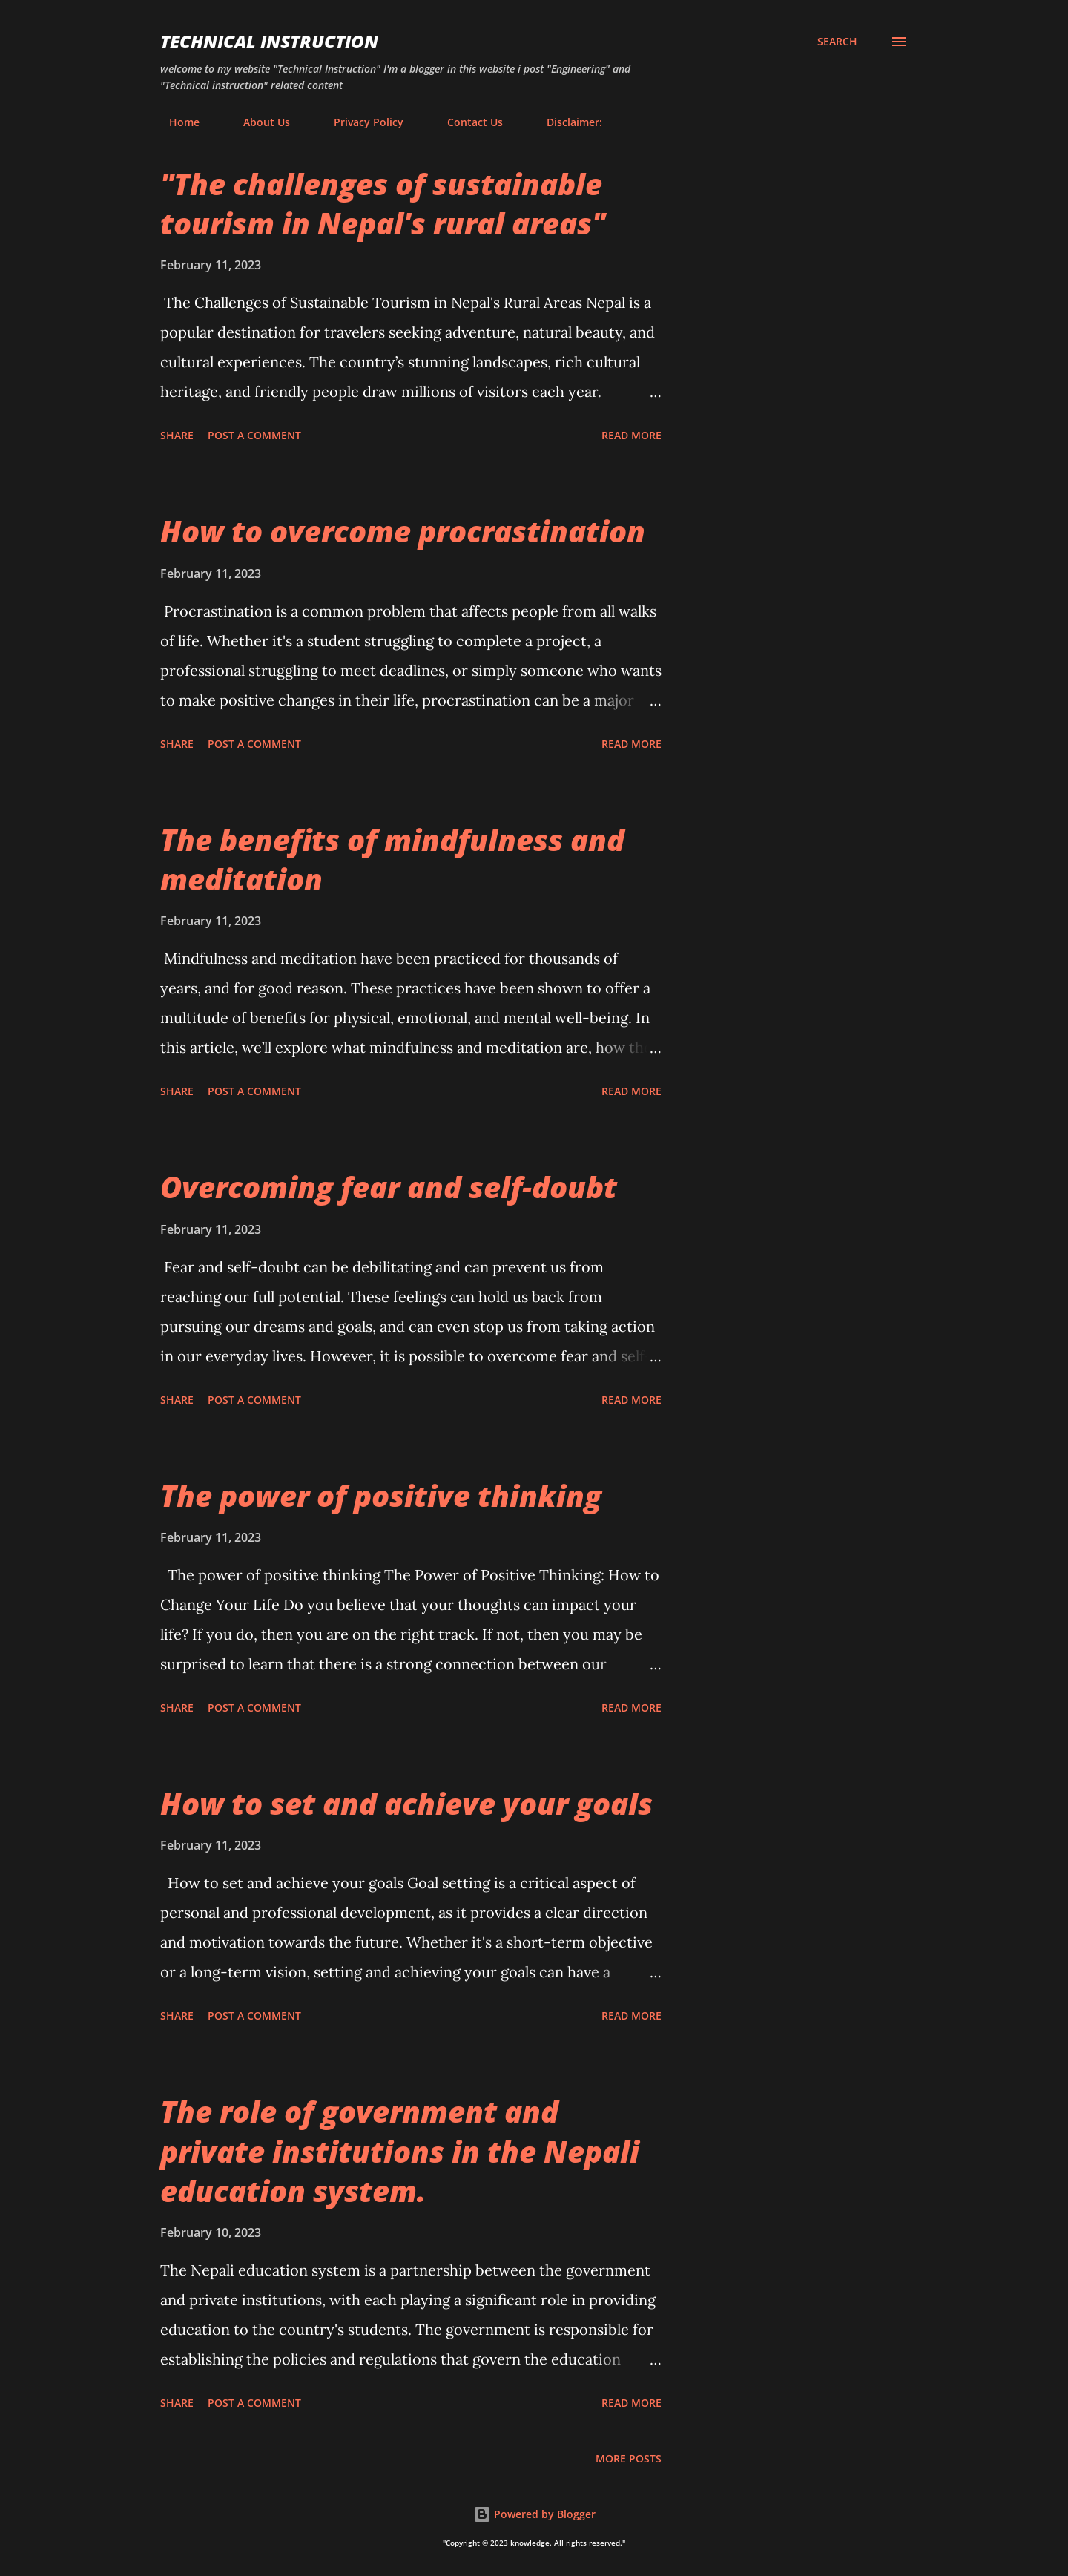 TECHNICAL INSTRUCTION
SEARCH
welcome to my website "Technical Instruction" I'm a blogger in this website i post "Engineering" and
"Technical instruction" related content
Home About Us Privacy Policy Contact Us Disclaimer:
"The challenges of sustainable
tourism in Nepal's rural areas"
February 11, 2023
The Challenges of Sustainable Tourism in Nepal's Rural Areas Nepal is a
popular destination for travelers seeking adventure, natural beauty, and
cultural experiences. The country’s stunning landscapes, rich cultural
heritage, and friendly people draw millions of visitors each year. …
SHARE POST A COMMENT READ MORE
How to overcome procrastination
February 11, 2023
Procrastination is a common problem that affects people from all walks
of life. Whether it's a student struggling to complete a project, a
professional struggling to meet deadlines, or simply someone who wants
to make positive changes in their life, procrastination can be a major …
SHARE POST A COMMENT READ MORE
The benefits of mindfulness and
meditation
February 11, 2023
Mindfulness and meditation have been practiced for thousands of
years, and for good reason. These practices have been shown to offer a
multitude of benefits for physical, emotional, and mental well-being. In
this article, we’ll explore what mindfulness and meditation are, how …
SHARE POST A COMMENT READ MORE
Overcoming fear and self-doubt
February 11, 2023
Fear and self-doubt can be debilitating and can prevent us from
reaching our full potential. These feelings can hold us back from
pursuing our dreams and goals, and can even stop us from taking action
in our everyday lives. However, it is possible to overcome fear and self …
SHARE POST A COMMENT READ MORE
The power of positive thinking
February 11, 2023
The power of positive thinking The Power of Positive Thinking: How to
Change Your Life Do you believe that your thoughts can impact your
life? If you do, then you are on the right track. If not, then you may be
surprised to learn that there is a strong connection between our …
SHARE POST A COMMENT READ MORE
How to set and achieve your goals
February 11, 2023
How to set and achieve your goals Goal setting is a critical aspect of
personal and professional development, as it provides a clear direction
and motivation towards the future. Whether it's a short-term objective
or a long-term vision, setting and achieving your goals can have a …
SHARE POST A COMMENT READ MORE
The role of government and
private institutions in the Nepali
education system.
February 10, 2023
The Nepali education system is a partnership between the government
and private institutions, with each playing a significant role in providing
education to the country's students. The government is responsible for
establishing the policies and regulations that govern the education …
SHARE POST A COMMENT READ MORE
MORE POSTS
Powered by Blogger
"Copyright © 2023 knowledge. All rights reserved."